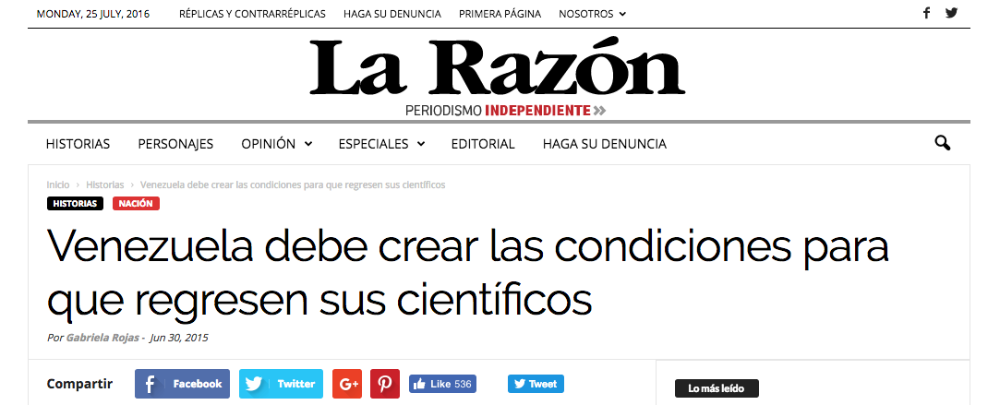 MONDAY, 25 JULY, 2016 RÉPLICAS Y CONTRARRÉPLICAS HAGA SU DENUNCIA PRIMERA PÁGINA NOSOTROS
La Razón
PERIODISMO INDEPENDIENTE
HISTORIAS PERSONAJES OPINIÓN ESPECIALES EDITORIAL HAGA SU DENUNCIA
Inicio › Historias › Venezuela debe crear las condiciones para que regresen sus científicos
HISTORIAS NACIÓN
Venezuela debe crear las condiciones para
que regresen sus científicos
Por Gabriela Rojas - Jun 30, 2015
Compartir Facebook Twitter Like 536 Tweet
Lo más leído